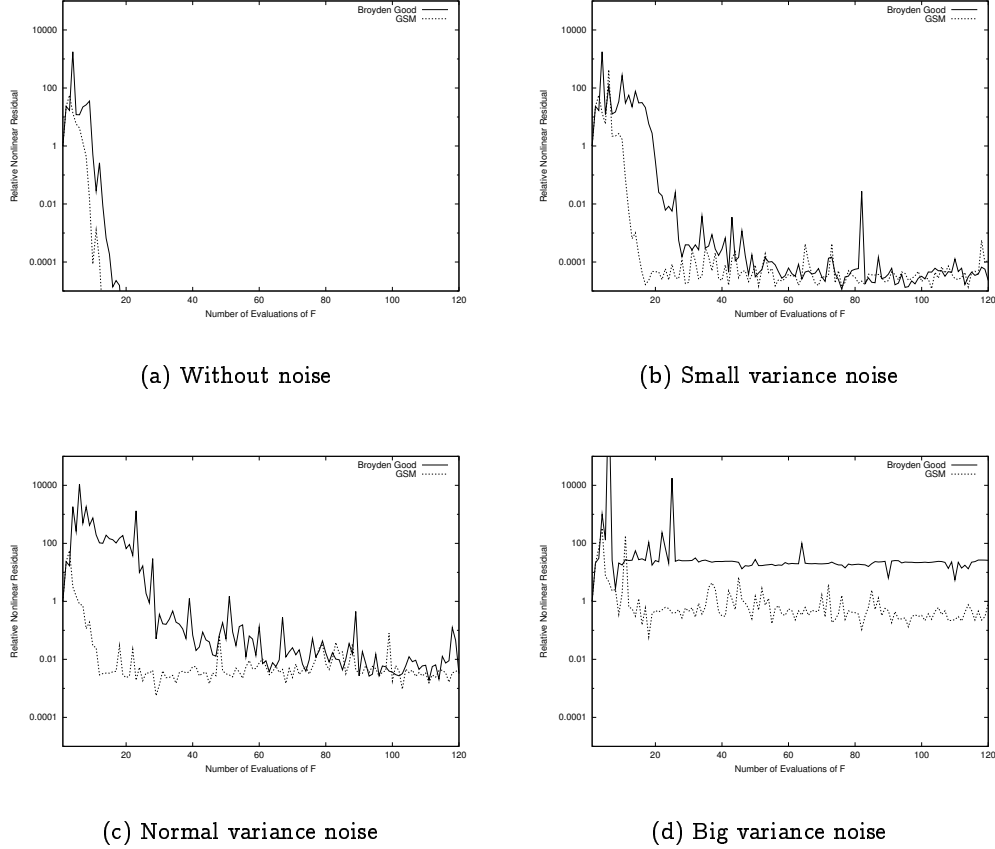 Broyden Good
GSM
10000
100
1
0.01
0.0001
Relative Nonlinear Residual
20
40
60
80
100
120
Number of Evaluations of F
(a) Without noise
Broyden Good
GSM
10000
100
1
0.01
0.0001
Relative Nonlinear Residual
20
40
60
80
100
120
Number of Evaluations of F
(b) Small variance noise
Broyden Good
GSM
10000
100
1
0.01
0.0001
Relative Nonlinear Residual
20
40
60
80
100
120
Number of Evaluations of F
(c) Normal variance noise
Broyden Good
GSM
10000
100
1
0.01
0.0001
Relative Nonlinear Residual
20
40
60
80
100
120
Number of Evaluations of F
(d) Big variance noise